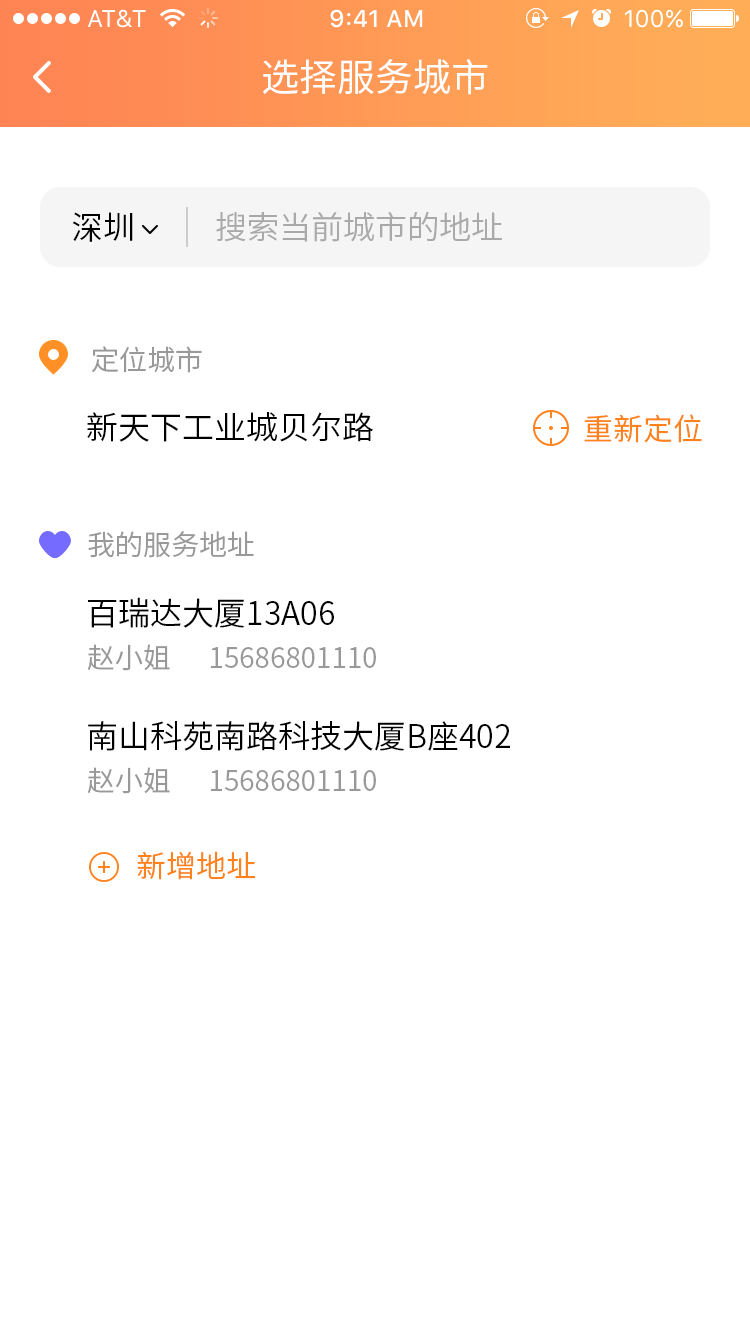 AT&T 9:41 AM 100%
选择服务城市
深圳 搜索当前城市的地址
定位城市
新天下工业城贝尔路 重新定位
我的服务地址
百瑞达大厦13A06
赵小姐 15686801110
南山科苑南路科技大厦B座402
赵小姐 15686801110
新增地址